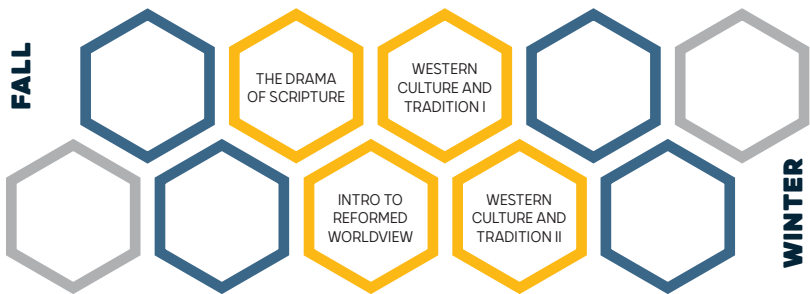 FALL
THE DRAMA
OF SCRIPTURE
WESTERN
CULTURE AND
TRADITION I
INTRO TO
REFORMED
WORLDVIEW
WESTERN
CULTURE AND
TRADITION II
WINTER